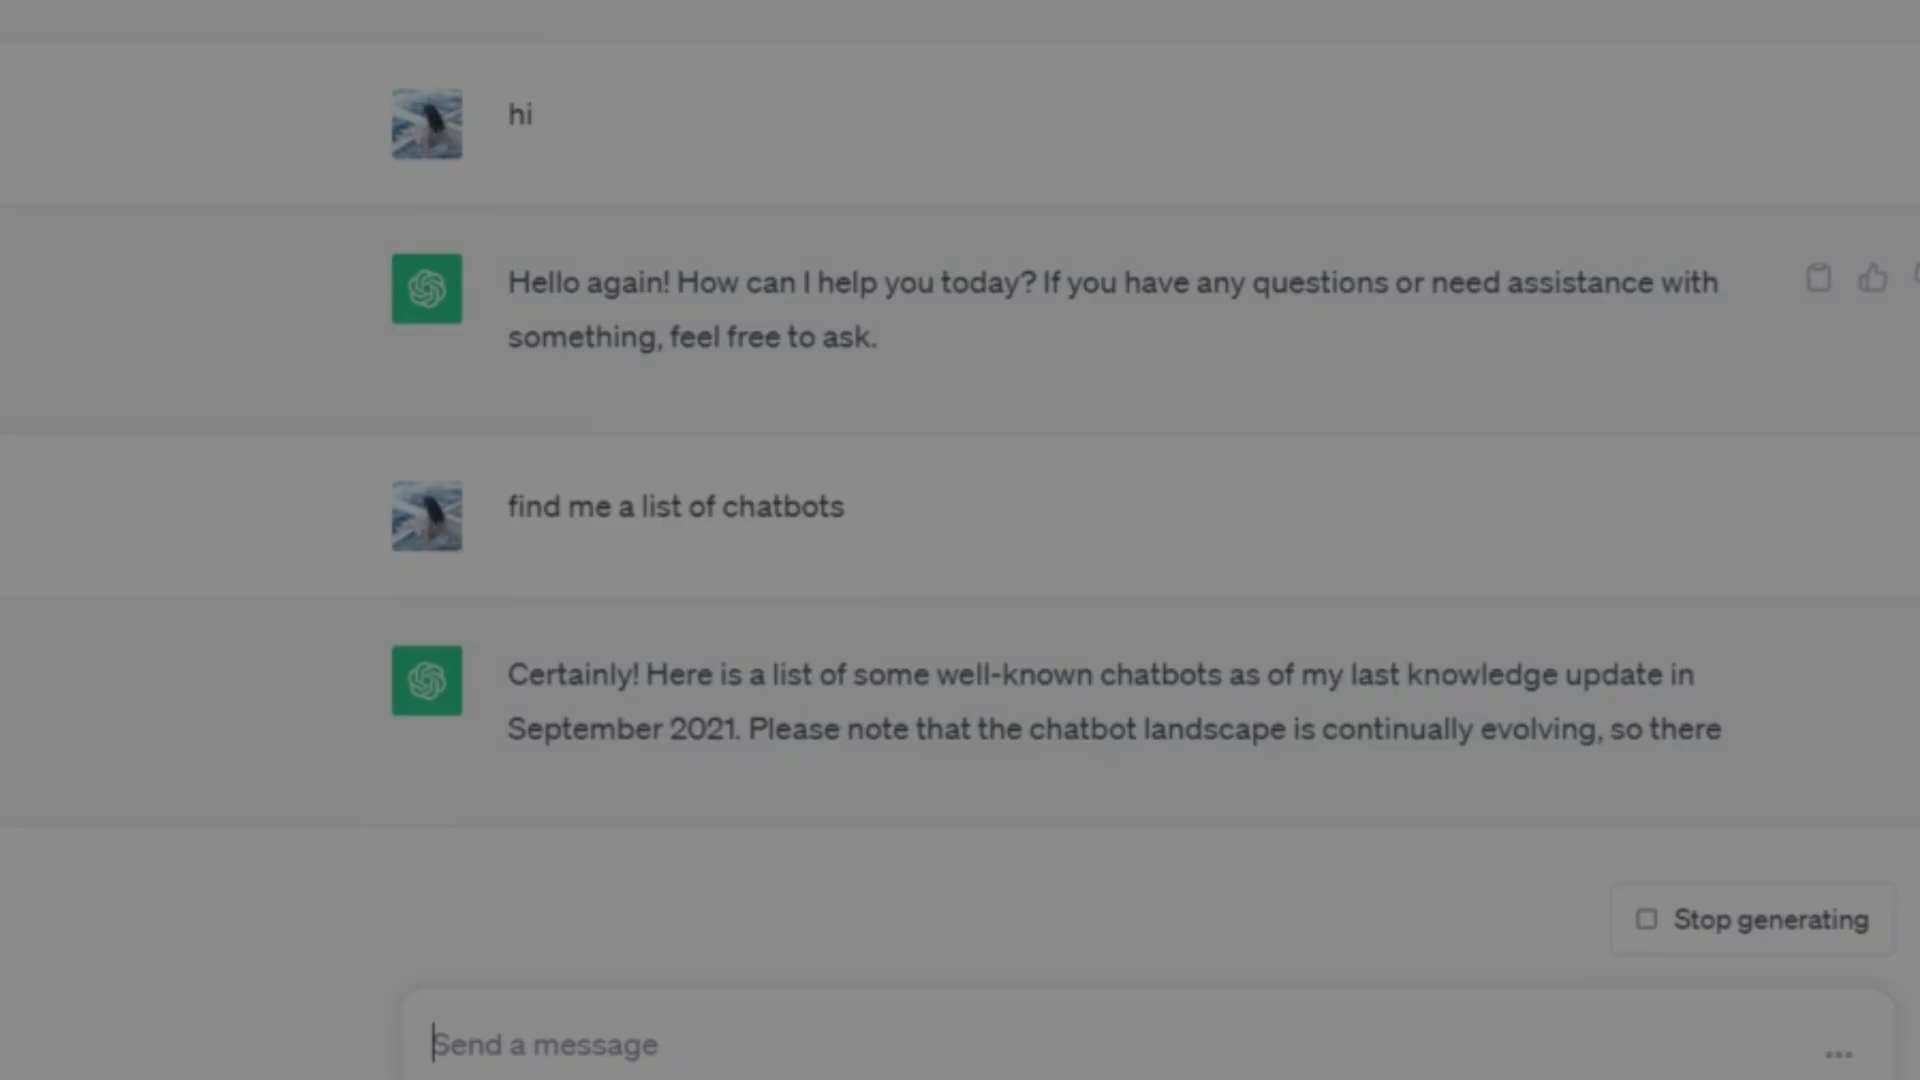 hi
Hello again! How can I help you today? If you have any questions or need assistance with
something, feel free to ask.
find me a list of chatbots
Certainly! Here is a list of some well-known chatbots as of my last knowledge update in
September 2021. Please note that the chatbot landscape is continually evolving, so there
Stop generating
Send a message